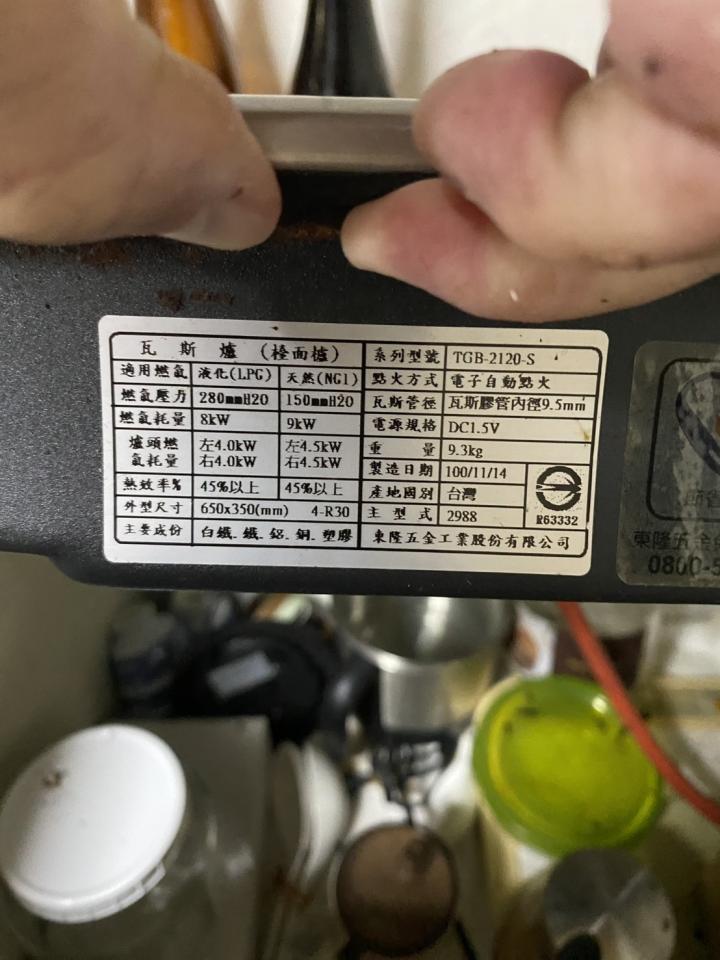 瓦斯爐 (檯面爐) 系列型號 TGB-2120-S
適用燃氣 液化(LPG) 天然(NG1) 點火方式 電子自動點火
燃氣壓力 280mmH2O 150mmH2O 瓦斯管徑 瓦斯膠管內徑9.5mm
燃氣耗量 8kW 9kW 電源規格 DC1.5V
爐頭燃氣耗量 左4.0kW 右4.0kW 左4.5kW 右4.5kW 重量 9.3kg
製造日期 100/11/14
熱效率% 45%以上 45%以上 產地國別 台灣
外型尺寸 650x350(mm) 4-R30 主型式 2988
R63332
主要成份 白鐵.鐵.鋁.銅.塑膠 東隆五金工業股份有限公司
東隆五金
0800-5